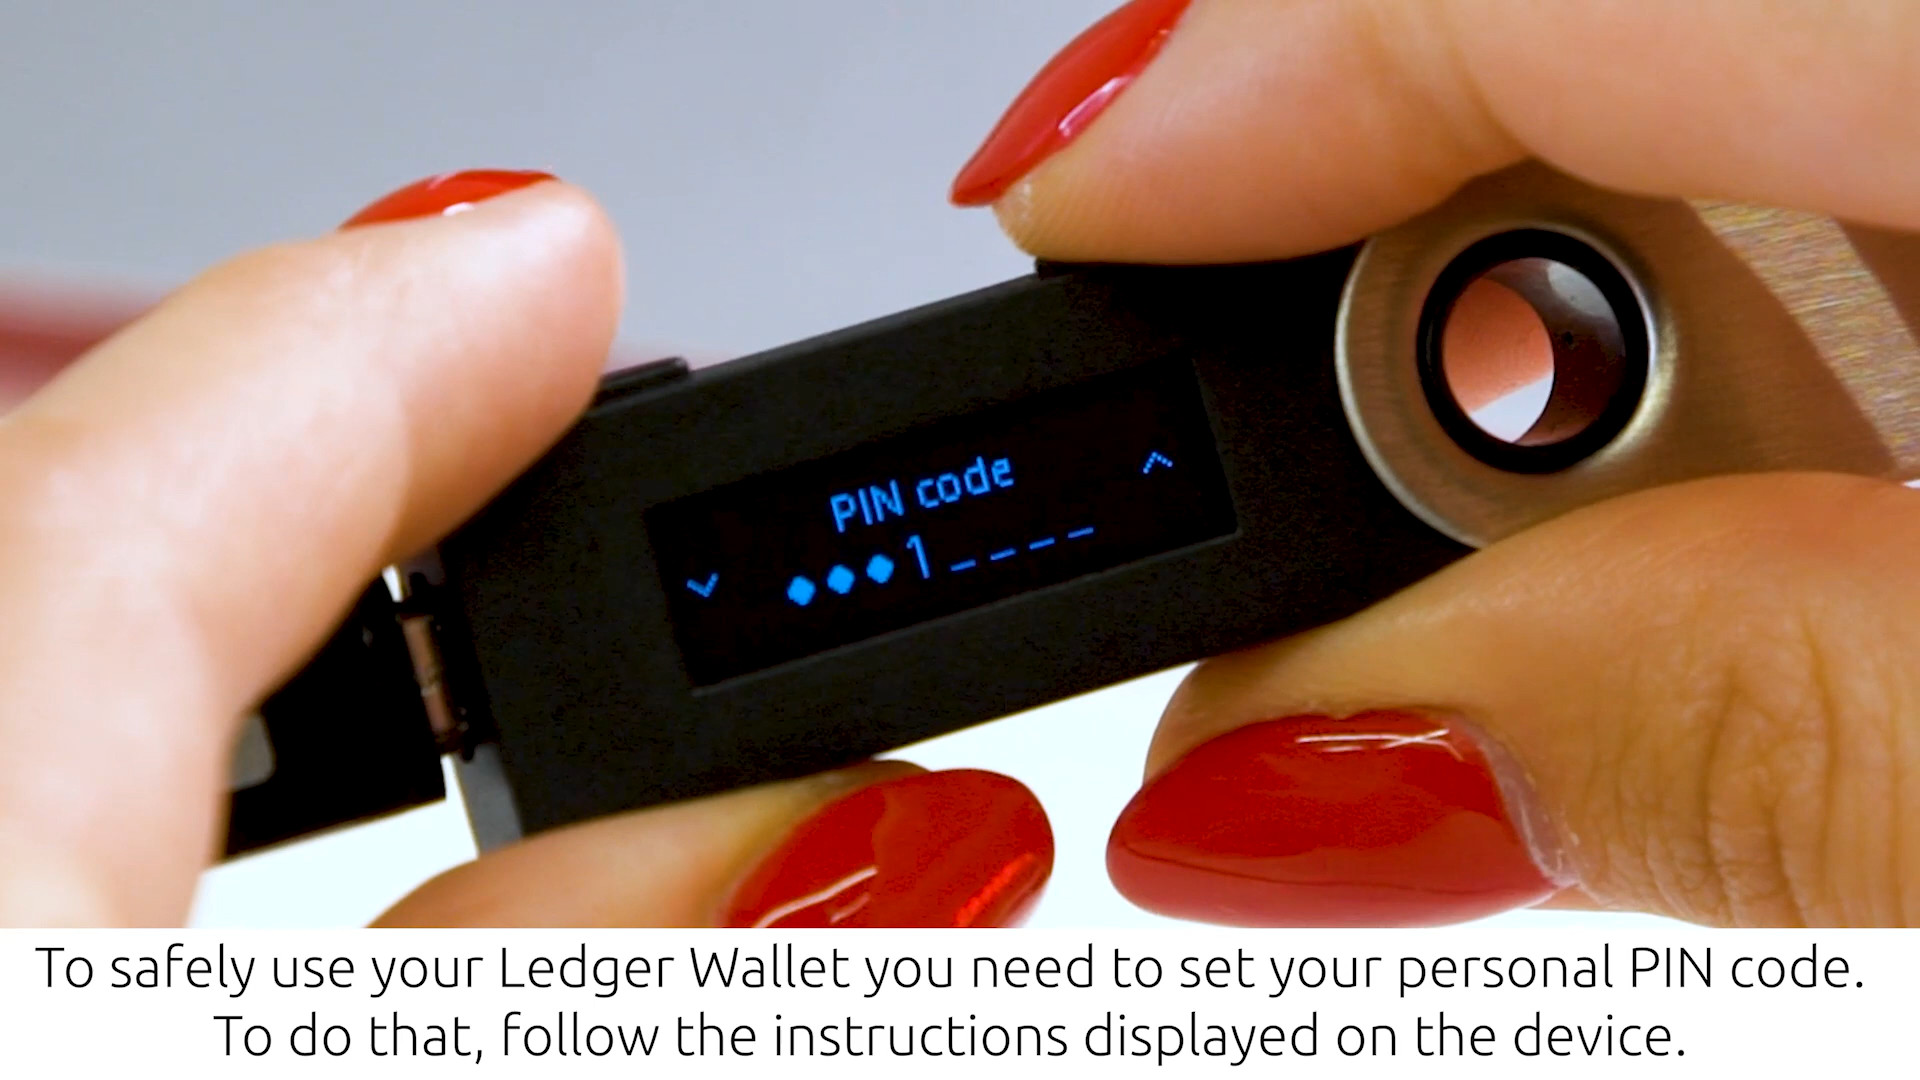 PIN code
◆◆◆1____
To safely use your Ledger Wallet you need to set your personal PIN code.
To do that, follow the instructions displayed on the device.